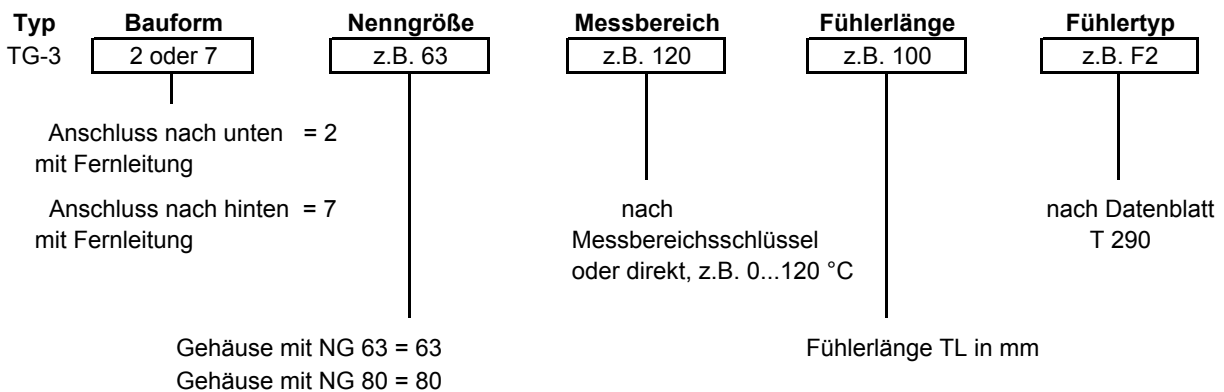 Typ Bauform Nenngröße Messbereich Fühlerlänge Fühlertyp
TG-3 2 oder 7 z.B. 63 z.B. 120 z.B. 100 z.B. F2
Anschluss nach unten = 2
mit Fernleitung
Anschluss nach hinten = 7
mit Fernleitung
nach
Messbereichsschlüssel
oder direkt, z.B. 0...120 °C
nach Datenblatt
T 290
Gehäuse mit NG 63 = 63
Gehäuse mit NG 80 = 80
Fühlerlänge TL in mm